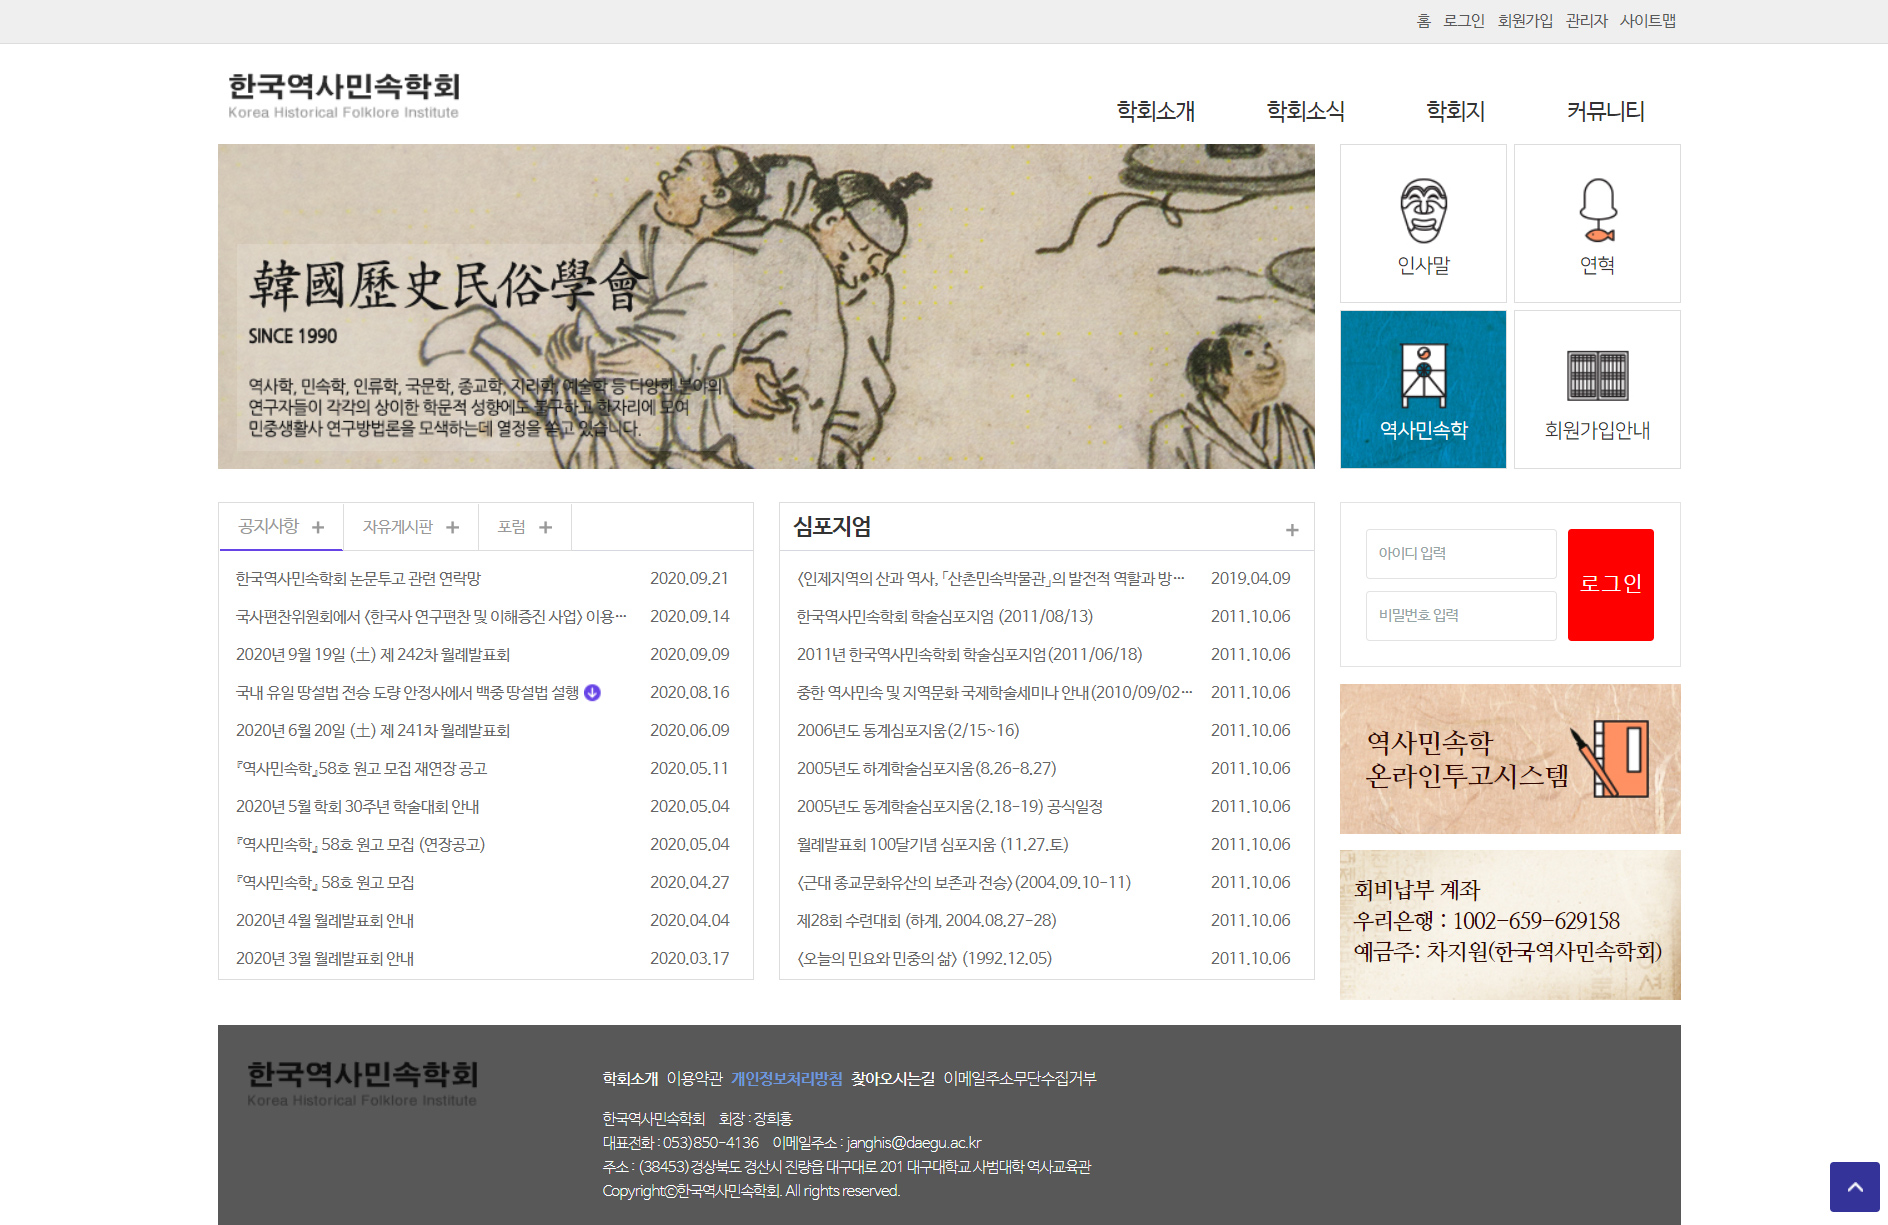 홈 로그인 회원가입 관리자 사이트맵
한국역사민속학회
Korea Historical Folklore Institute
학회소개 학회소식 학회지 커뮤니티
韓國歷史民俗學會
SINCE 1990
역사학, 민속학, 인류학, 국문학, 종교학, 지리학, 예술학 등 다양한 분야의
연구자들이 각각의 상이한 학문적 성향에도 불구하고 한자리에 모여
민중생활사 연구방법론을 모색하는데 열정을 쏟고 있습니다.
인사말
연혁
역사민속학
회원가입안내
공지사항 + 자유게시판 + 포럼 +
한국역사민속학회 논문투고 관련 연락망 2020.09.21
국사편찬위원회에서 <한국사 연구편찬 및 이해증진 사업> 이용… 2020.09.14
2020년 9월 19일 (土) 제 242차 월례발표회 2020.09.09
국내 유일 땅설법 전승 도량 안정사에서 백중 땅설법 설행 2020.08.16
2020년 6월 20일 (土) 제 241차 월례발표회 2020.06.09
『역사민속학』58호 원고 모집 재연장 공고 2020.05.11
2020년 5월 학회 30주년 학술대회 안내 2020.05.04
『역사민속학』 58호 원고 모집 (연장공고) 2020.05.04
『역사민속학』 58호 원고 모집 2020.04.27
2020년 4월 월례발표회 안내 2020.04.04
2020년 3월 월례발표회 안내 2020.03.17
심포지엄 +
<인제지역의 산과 역사, 「산촌민속박물관」의 발전적 역할과 방… 2019.04.09
한국역사민속학회 학술심포지엄 (2011/08/13) 2011.10.06
2011년 한국역사민속학회 학술심포지엄(2011/06/18) 2011.10.06
중한 역사민속 및 지역문화 국제학술세미나 안내(2010/09/02… 2011.10.06
2006년도 동계심포지움(2/15~16) 2011.10.06
2005년도 하계학술심포지움(8.26-8.27) 2011.10.06
2005년도 동계학술심포지움(2.18-19) 공식일정 2011.10.06
월례발표회 100달기념 심포지움 (11.27.토) 2011.10.06
<근대 종교문화유산의 보존과 전승> (2004.09.10-11) 2011.10.06
제28회 수련대회 (하계, 2004.08.27-28) 2011.10.06
<오늘의 민요와 민중의 삶> (1992.12.05) 2011.10.06
아이디 입력
비밀번호 입력
로그인
역사민속학
온라인투고시스템
회비납부 계좌
우리은행 : 1002-659-629158
예금주: 차지원(한국역사민속학회)
한국역사민속학회
Korea Historical Folklore Institute
학회소개 이용약관 개인정보처리방침 찾아오시는길 이메일주소무단수집거부
한국역사민속학회 회장 : 장희흥
대표전화 : 053)850-4136 이메일주소 : janghis@daegu.ac.kr
주소 : (38453)경상북도 경산시 진량읍 대구대로 201 대구대학교 사범대학 역사교육관
Copyrightⓒ한국역사민속학회. All rights reserved.